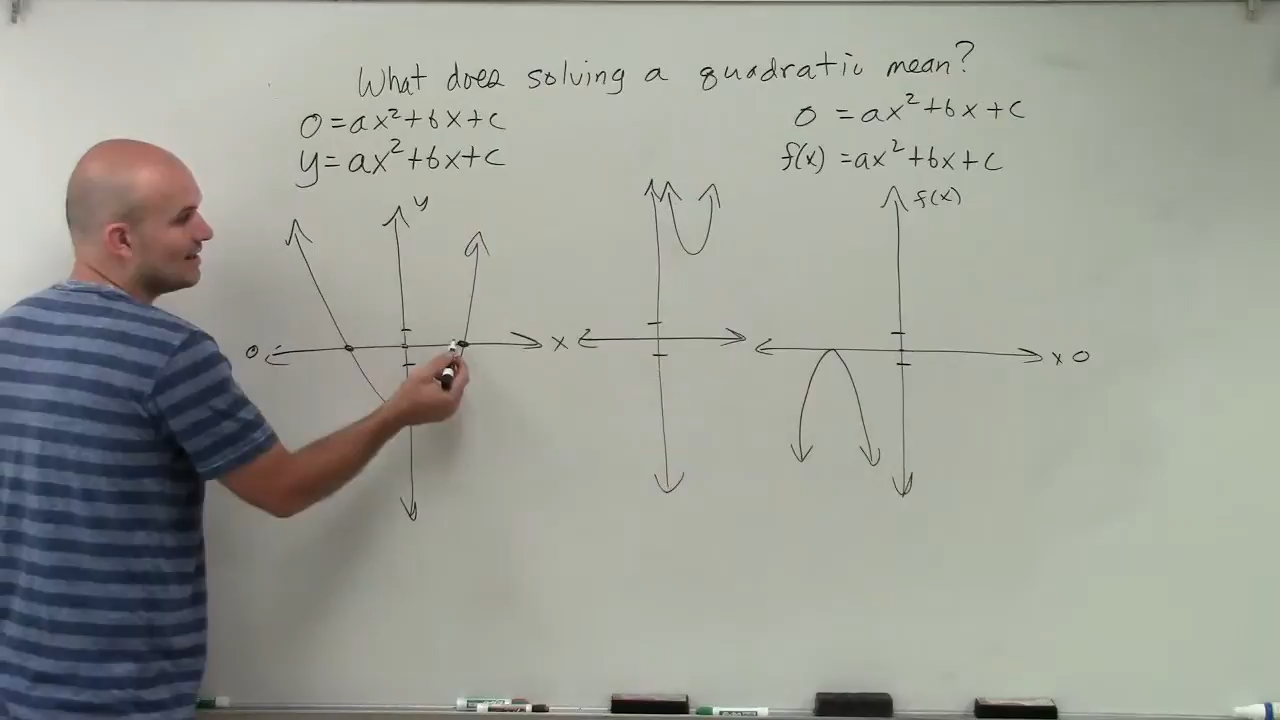 What does solving a quadratic mean?
0 = ax²+bx+c
y = ax²+bx+c
0 = ax²+bx+c
f(x) = ax²+bx+c
y
f(x)
0
x
x 0